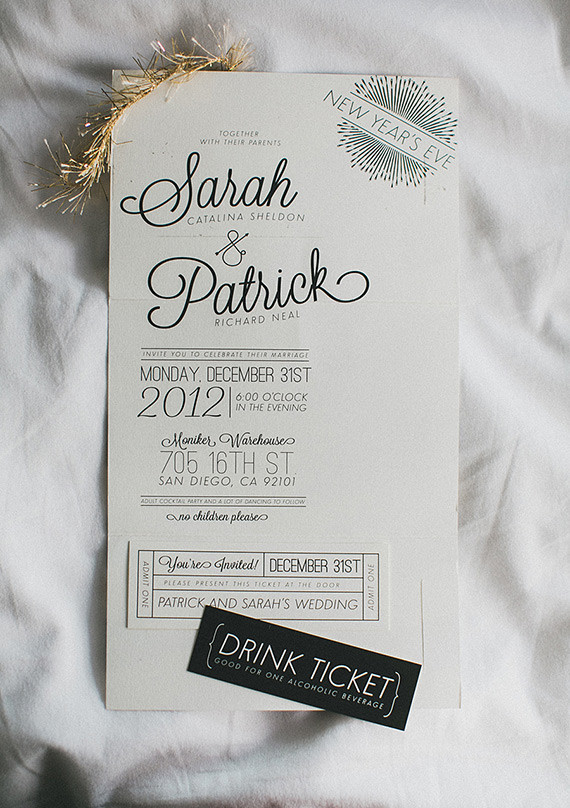 NEW YEAR'S EVE
TOGETHER
WITH THEIR PARENTS
Sarah
CATALINA SHELDON
&
Patrick
RICHARD NEAL
INVITE YOU TO CELEBRATE THEIR MARRIAGE
MONDAY, DECEMBER 31ST
2012
6:00 O'CLOCK
IN THE EVENING
Moniker Warehouse
705 16TH ST.
SAN DIEGO, CA 92101
ADULT COCKTAIL PARTY AND A LOT OF DANCING TO FOLLOW
no children please
ADMIT ONE
You're Invited!
DECEMBER 31ST
PLEASE PRESENT THIS TICKET AT THE DOOR
PATRICK AND SARAH'S WEDDING
ADMIT ONE
{DRINK TICKET}
GOOD FOR ONE ALCOHOLIC BEVERAGE